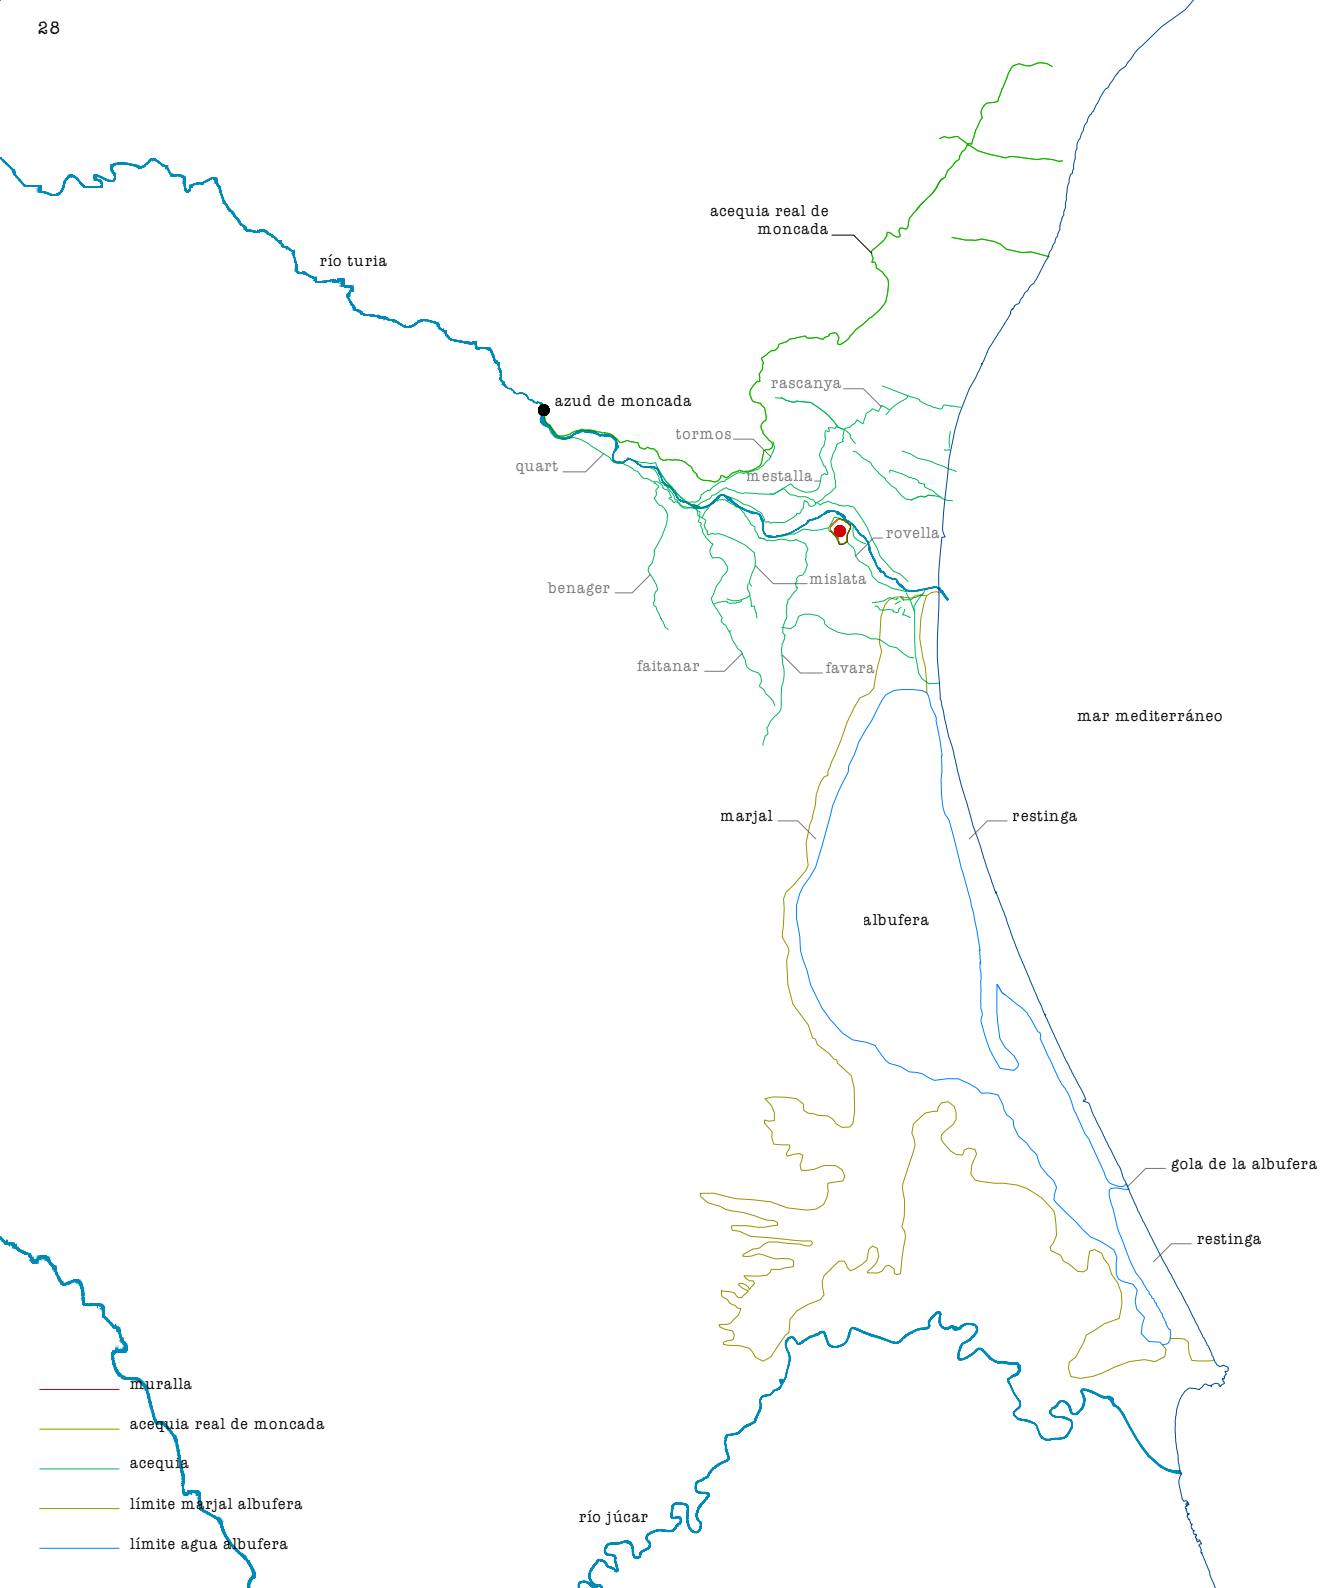 28
acequia real de
moncada
río turia
rascanya
azud de moncada
tormos
quart
mestalla
rovella
mislata
benager
faitanar
favara
mar mediterráneo
marjal
restinga
albufera
gola de la albufera
restinga
muralla
acequia real de moncada
acequia
límite marjal albufera
río júcar
límite agua albufera